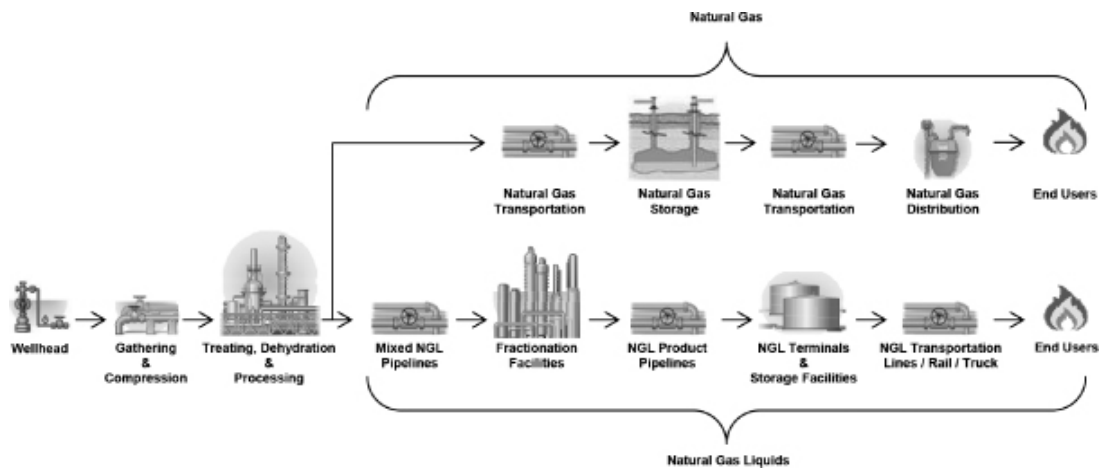 Natural Gas
Natural Gas
Transportation
Natural Gas
Storage
Natural Gas
Transportation
Natural Gas
Distribution
End Users
Wellhead
Gathering
&
Compression
Treating, Dehydration
&
Processing
Mixed NGL
Pipelines
Fractionation
Facilities
NGL Product
Pipelines
NGL Terminals
&
Storage Facilities
NGL Transportation
Lines / Rail / Truck
End Users
Natural Gas Liquids